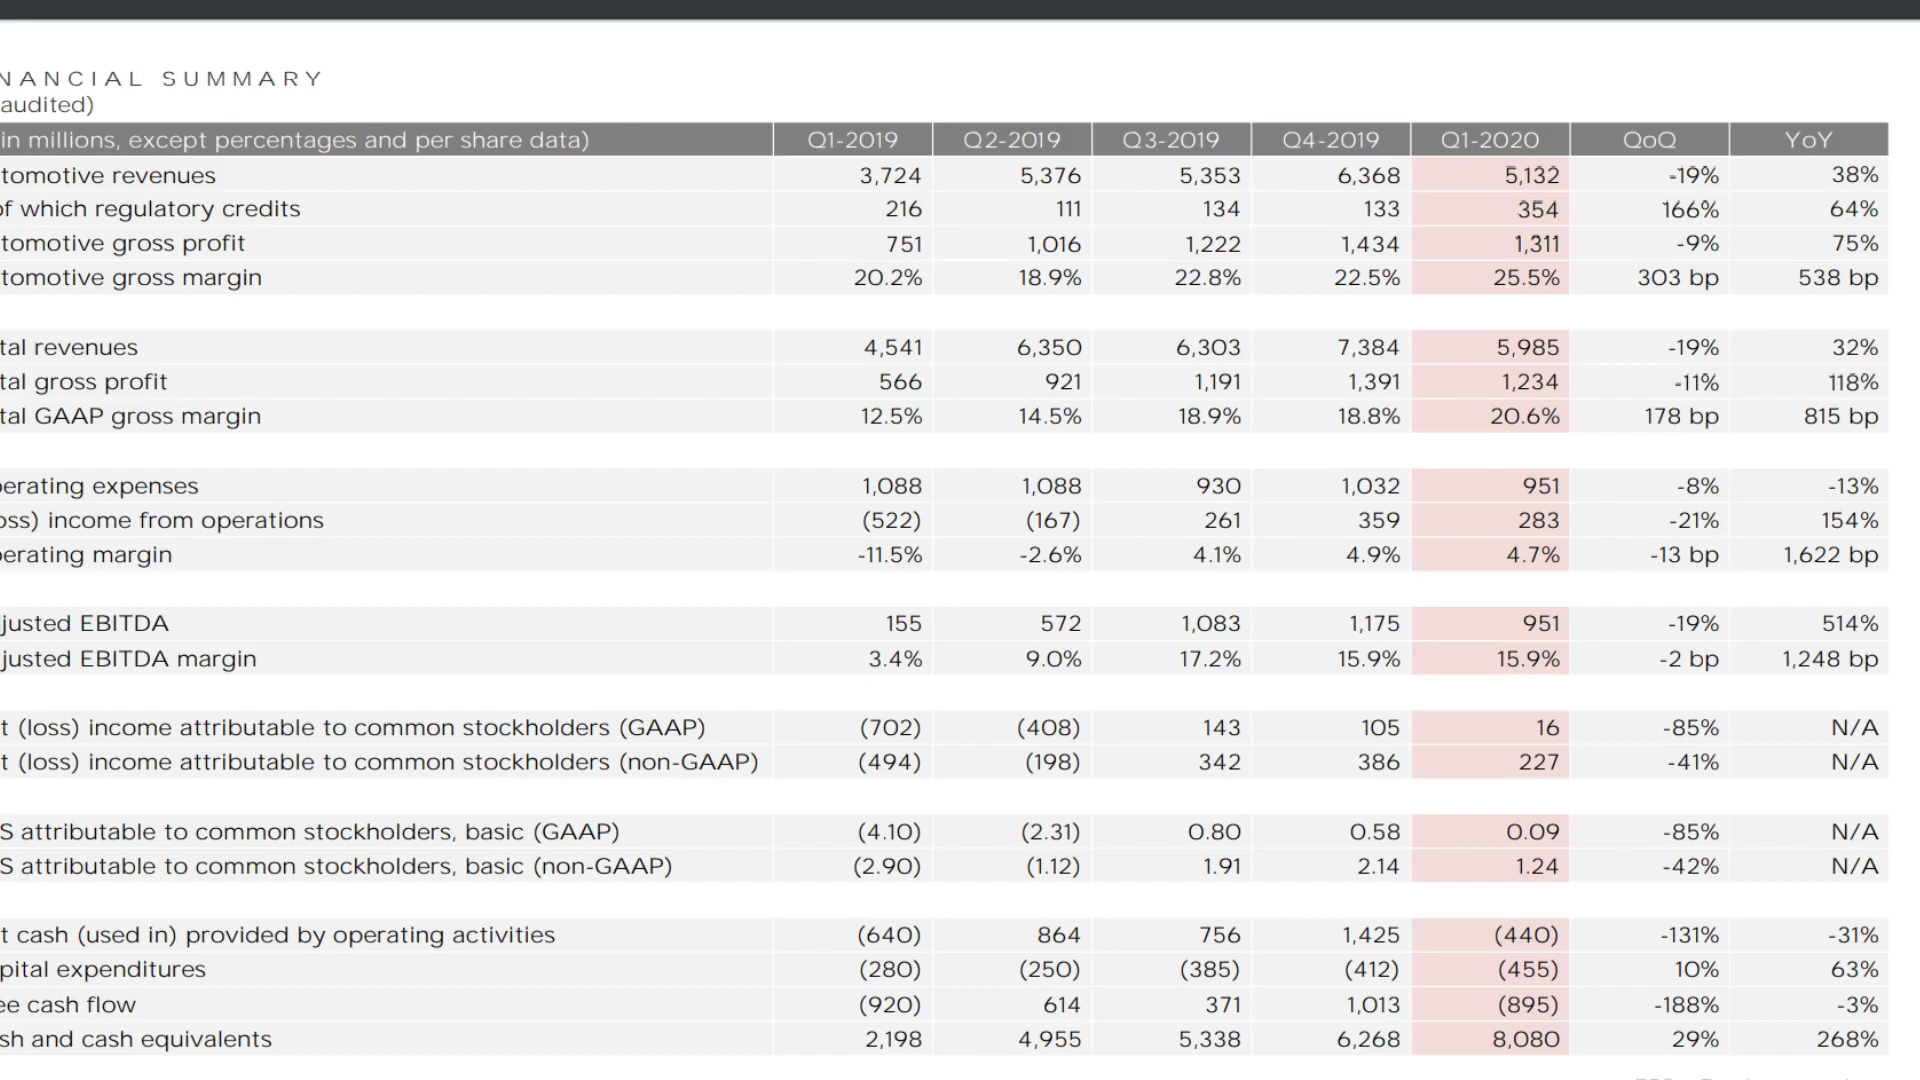 NANCIAL SUMMARY
audited)
in millions, except percentages and per share data) Q1-2019 Q2-2019 Q3-2019 Q4-2019 Q1-2020 QoQ YoY
tomotive revenues 3,724 5,376 5,353 6,368 5,132 -19% 38%
of which regulatory credits 216 111 134 133 354 166% 64%
tomotive gross profit 751 1,016 1,222 1,434 1,311 -9% 75%
tomotive gross margin 20.2% 18.9% 22.8% 22.5% 25.5% 303 bp 538 bp
tal revenues 4,541 6,350 6,303 7,384 5,985 -19% 32%
tal gross profit 566 921 1,191 1,391 1,234 -11% 118%
tal GAAP gross margin 12.5% 14.5% 18.9% 18.8% 20.6% 178 bp 815 bp
perating expenses 1,088 1,088 930 1,032 951 -8% -13%
oss) income from operations (522) (167) 261 359 283 -21% 154%
perating margin -11.5% -2.6% 4.1% 4.9% 4.7% -13 bp 1,622 bp
justed EBITDA 155 572 1,083 1,175 951 -19% 514%
justed EBITDA margin 3.4% 9.0% 17.2% 15.9% 15.9% -2 bp 1,248 bp
t (loss) income attributable to common stockholders (GAAP) (702) (408) 143 105 16 -85% N/A
t (loss) income attributable to common stockholders (non-GAAP) (494) (198) 342 386 227 -41% N/A
S attributable to common stockholders, basic (GAAP) (4.10) (2.31) 0.80 0.58 0.09 -85% N/A
S attributable to common stockholders, basic (non-GAAP) (2.90) (1.12) 1.91 2.14 1.24 -42% N/A
t cash (used in) provided by operating activities (640) 864 756 1,425 (440) -131% -31%
pital expenditures (280) (250) (385) (412) (455) 10% 63%
ee cash flow (920) 614 371 1,013 (895) -188% -3%
sh and cash equivalents 2,198 4,955 5,338 6,268 8,080 29% 268%